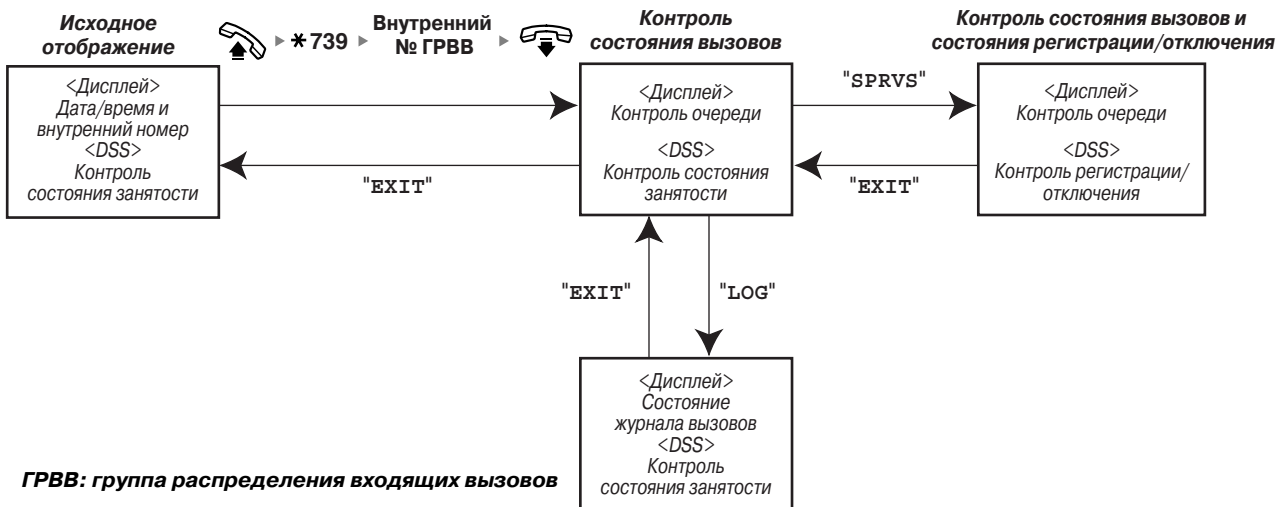 Исходное
отображение
✱739
Внутренний
№ ГРВВ
Контроль
состояния вызовов
Контроль состояния вызовов и
состояния регистрации/отключения
<Дисплей>
Дата/время и
внутренний номер
<DSS>
Контроль
состояния занятости
"EXIT"
<Дисплей>
Контроль очереди
<DSS>
Контроль состояния
занятости
"SPRVS"
"EXIT"
<Дисплей>
Контроль очереди
<DSS>
Контроль регистрации/
отключения
"EXIT"
"LOG"
<Дисплей>
Состояние
журнала вызовов
<DSS>
Контроль
состояния занятости
ГРВВ: группа распределения входящих вызовов